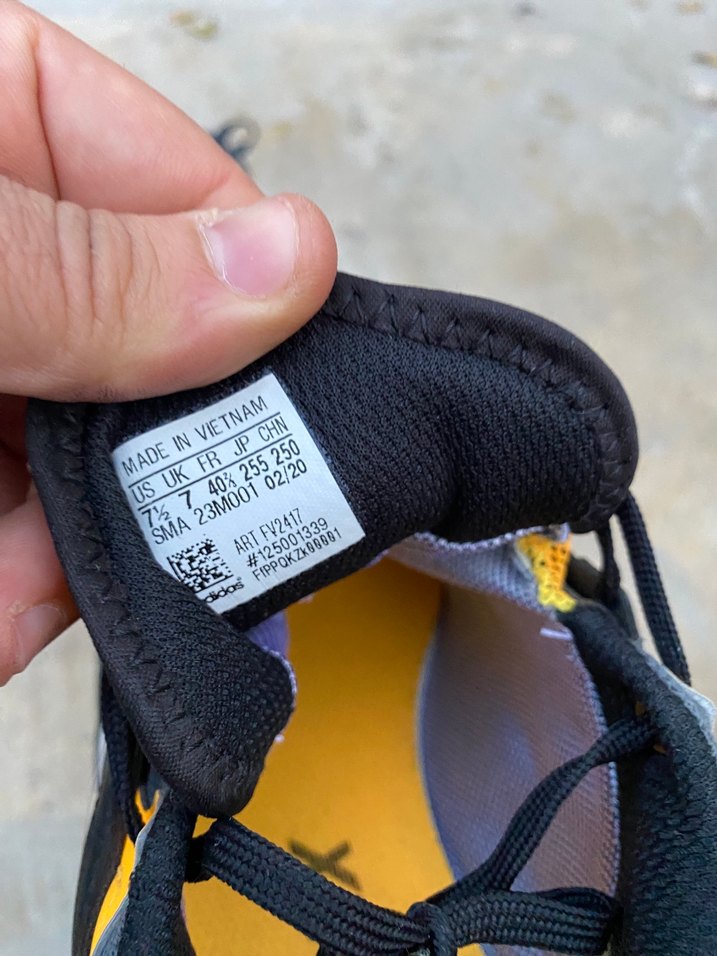 MADE IN VIETNAM
US UK FR JP CHN
7½ 7 40⅔ 255 250
SMA 23M001 02/20
ART FV2417
#125001339
adidas
X